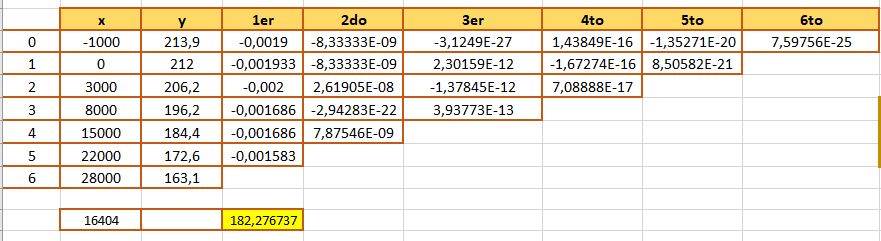 x y 1er 2do 3er 4to 5to 6to
0 -1000 213,9 -0,0019 -8,33333E-09 -3,1249E-27 1,43849E-16 -1,35271E-20 7,59756E-25
1 0 212 -0,001933 -8,33333E-09 2,30159E-12 -1,67274E-16 8,50582E-21
2 3000 206,2 -0,002 2,61905E-08 -1,37845E-12 7,08888E-17
3 8000 196,2 -0,001686 -2,94283E-22 3,93773E-13
4 15000 184,4 -0,001686 7,87546E-09
5 22000 172,6 -0,001583
6 28000 163,1
16404 182,276737